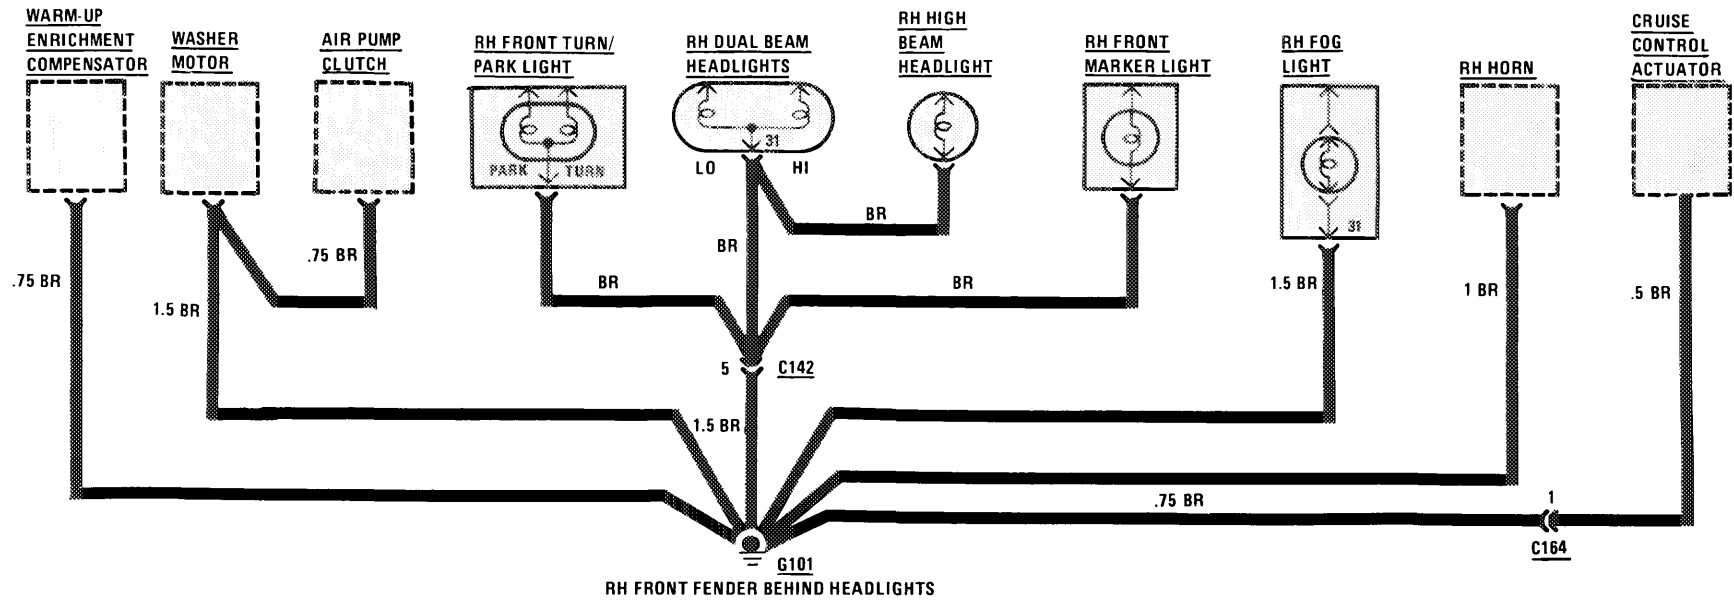 WARM-UP
ENRICHMENT
COMPENSATOR
WASHER
MOTOR
AIR PUMP
CLUTCH
RH FRONT TURN/
PARK LIGHT
RH DUAL BEAM
HEADLIGHTS
RH HIGH
BEAM
HEADLIGHT
RH FRONT
MARKER LIGHT
RH FOG
LIGHT
RH HORN
CRUISE
CONTROL
ACTUATOR
PARK
TURN
31
LO
HI
31
BR
BR
.75 BR
.75 BR
1.5 BR
BR
BR
1.5 BR
1 BR
.5 BR
5
C142
1.5 BR
.75 BR
1
C164
G101
RH FRONT FENDER BEHIND HEADLIGHTS